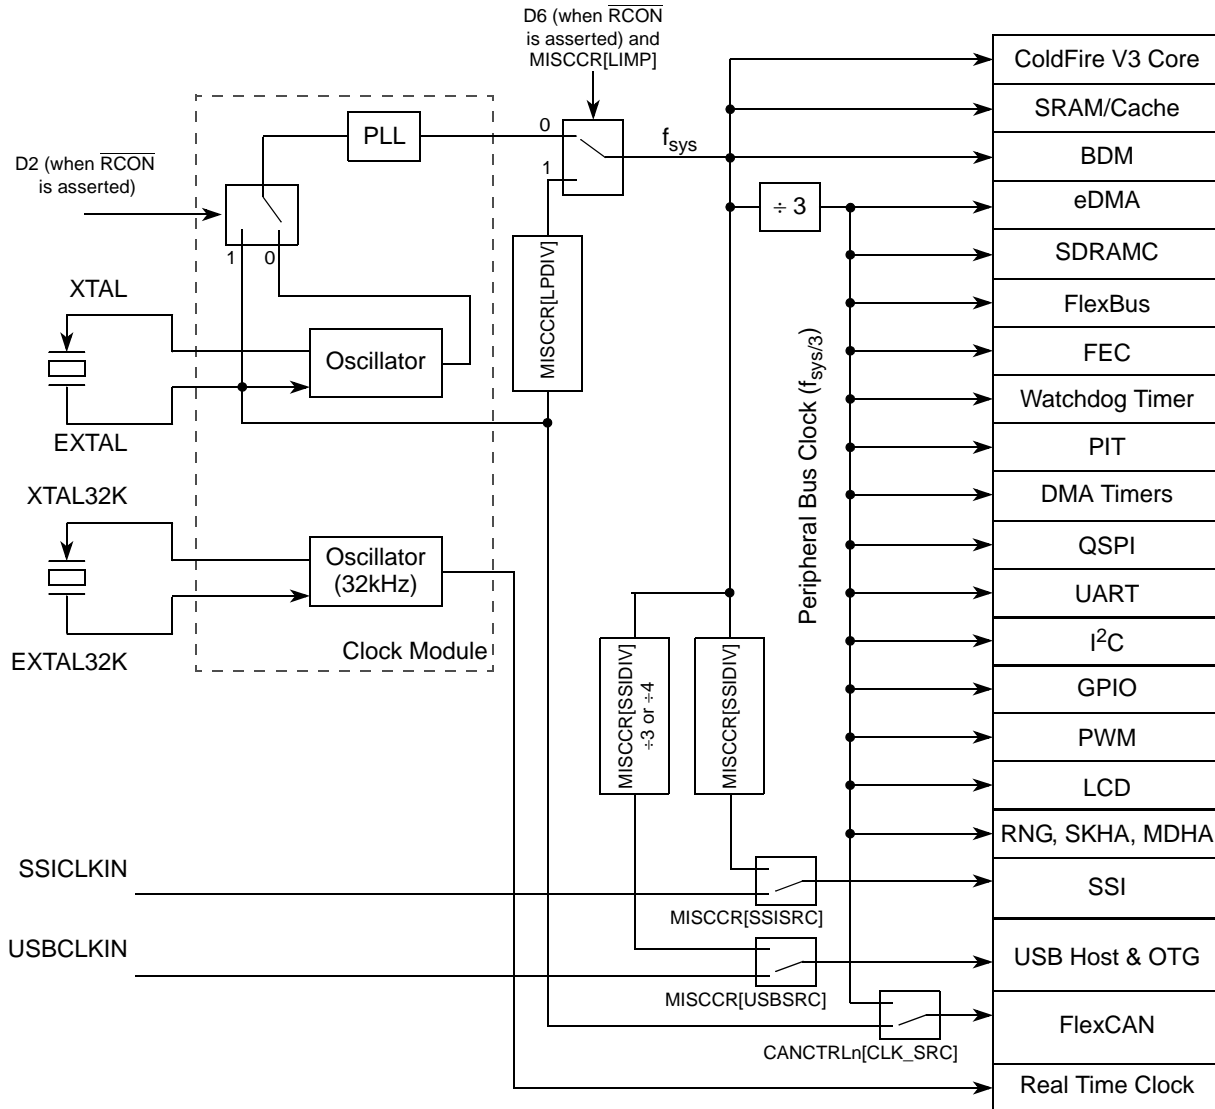 D6 (when RCON
is asserted) and
MISCCR[LIMP]
ColdFire V3 Core
SRAM/Cache
BDM
eDMA
SDRAMC
FlexBus
FEC
Watchdog Timer
PIT
DMA Timers
QSPI
UART
I²C
GPIO
PWM
LCD
RNG, SKHA, MDHA
SSI
USB Host & OTG
FlexCAN
Real Time Clock
PLL
0
1
fsys
÷ 3
D2 (when RCON
is asserted)
1
0
XTAL
Oscillator
EXTAL
MISCCR[LPDIV]
Peripheral Bus Clock (fsys/3)
XTAL32K
Oscillator
(32kHz)
EXTAL32K
Clock Module
MISCCR[SSIDIV]
÷3 or ÷4
MISCCR[SSIDIV]
SSICLKIN
MISCCR[SSISRC]
USBCLKIN
MISCCR[USBSRC]
CANCTRLn[CLK_SRC]